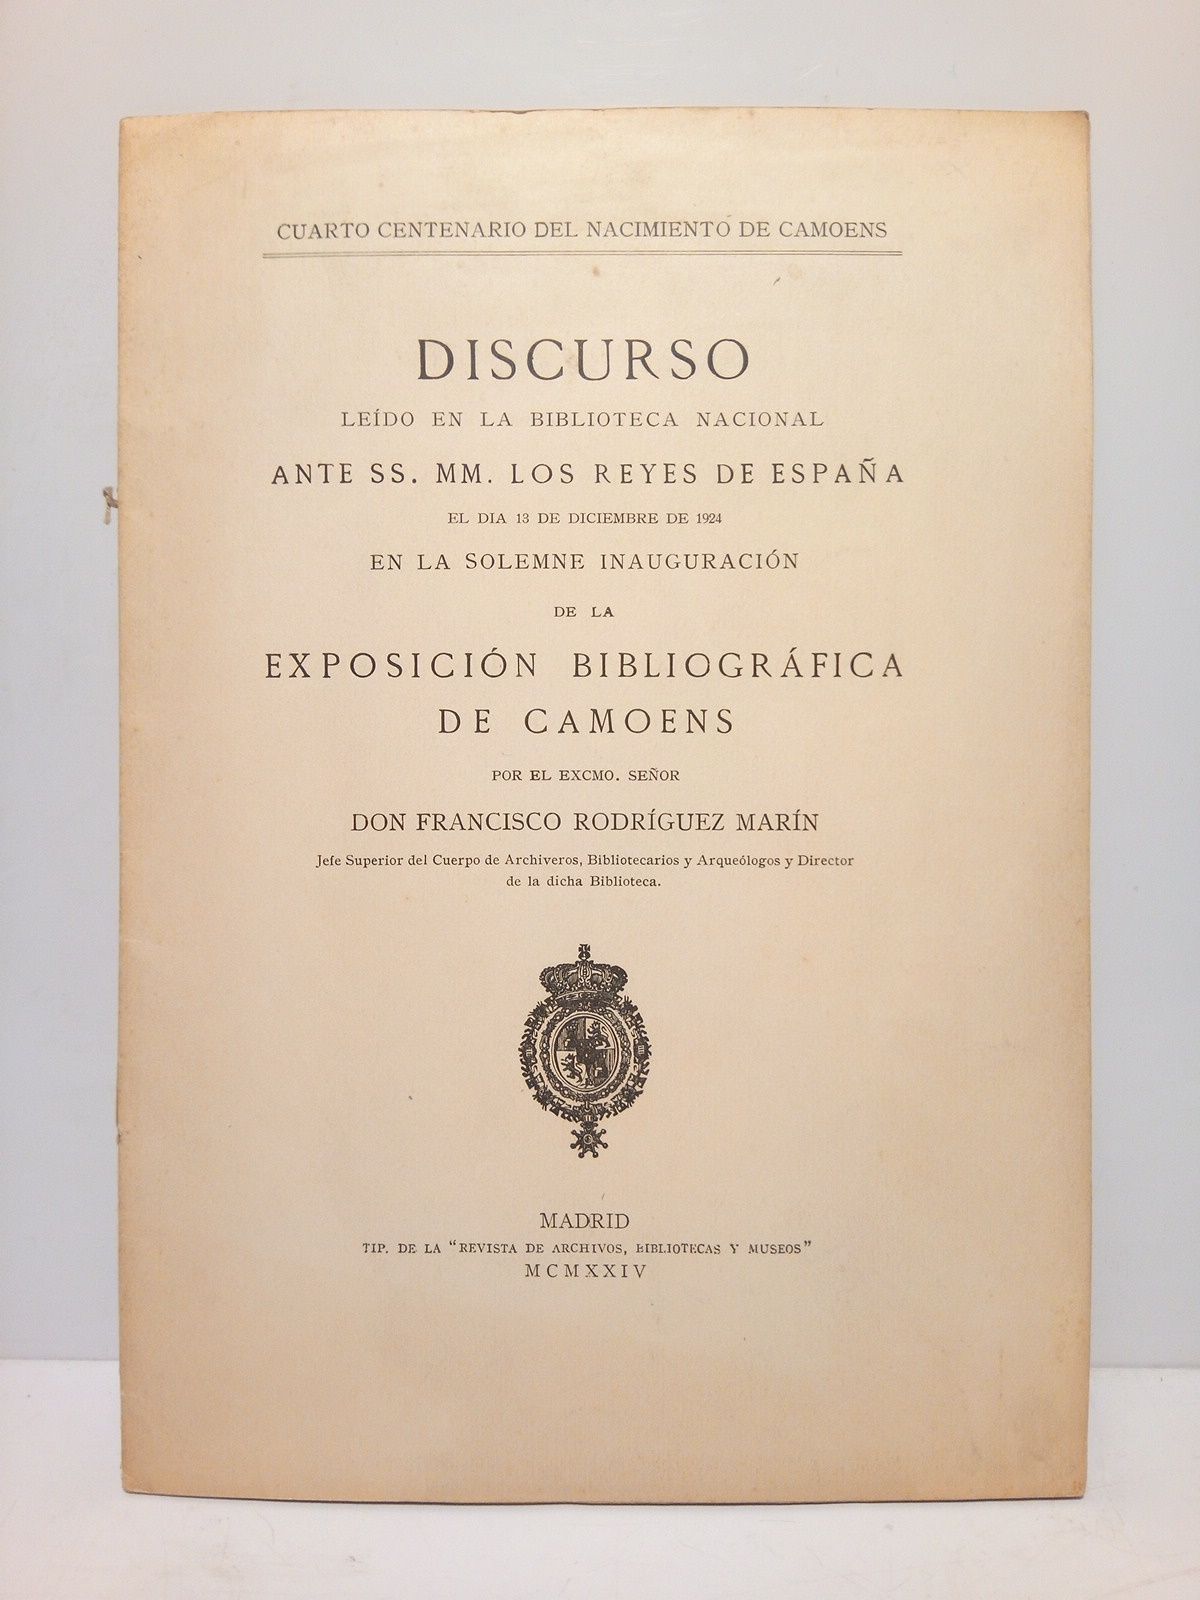 CUARTO CENTENARIO DEL NACIMIENTO DE CAMOENS
DISCURSO
LEÍDO EN LA BIBLIOTECA NACIONAL
ANTE SS. MM. LOS REYES DE ESPAÑA
EL DIA 13 DE DICIEMBRE DE 1924
EN LA SOLEMNE INAUGURACIÓN
DE LA
EXPOSICIÓN BIBLIOGRÁFICA
DE CAMOENS
POR EL EXCMO. SEÑOR
DON FRANCISCO RODRÍGUEZ MARÍN
Jefe Superior del Cuerpo de Archiveros, Bibliotecarios y Arqueólogos y Director
de la dicha Biblioteca.
MADRID
TIP. DE LA "REVISTA DE ARCHIVOS, BIBLIOTECAS Y MUSEOS"
MCMXXIV